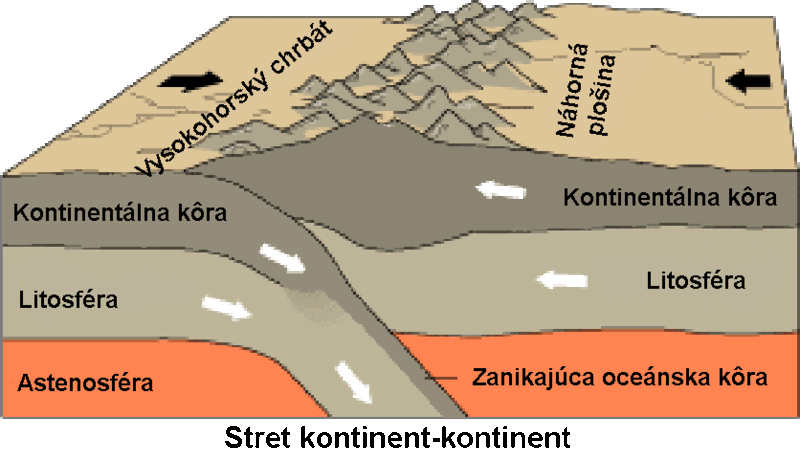 Vysokohorský chrbát
Náhorná
plošina
Kontinentálna kôra
Kontinentálna kôra
Litosféra
Litosféra
Astenosféra
Zanikajúca oceánska kôra
Stret kontinent-kontinent